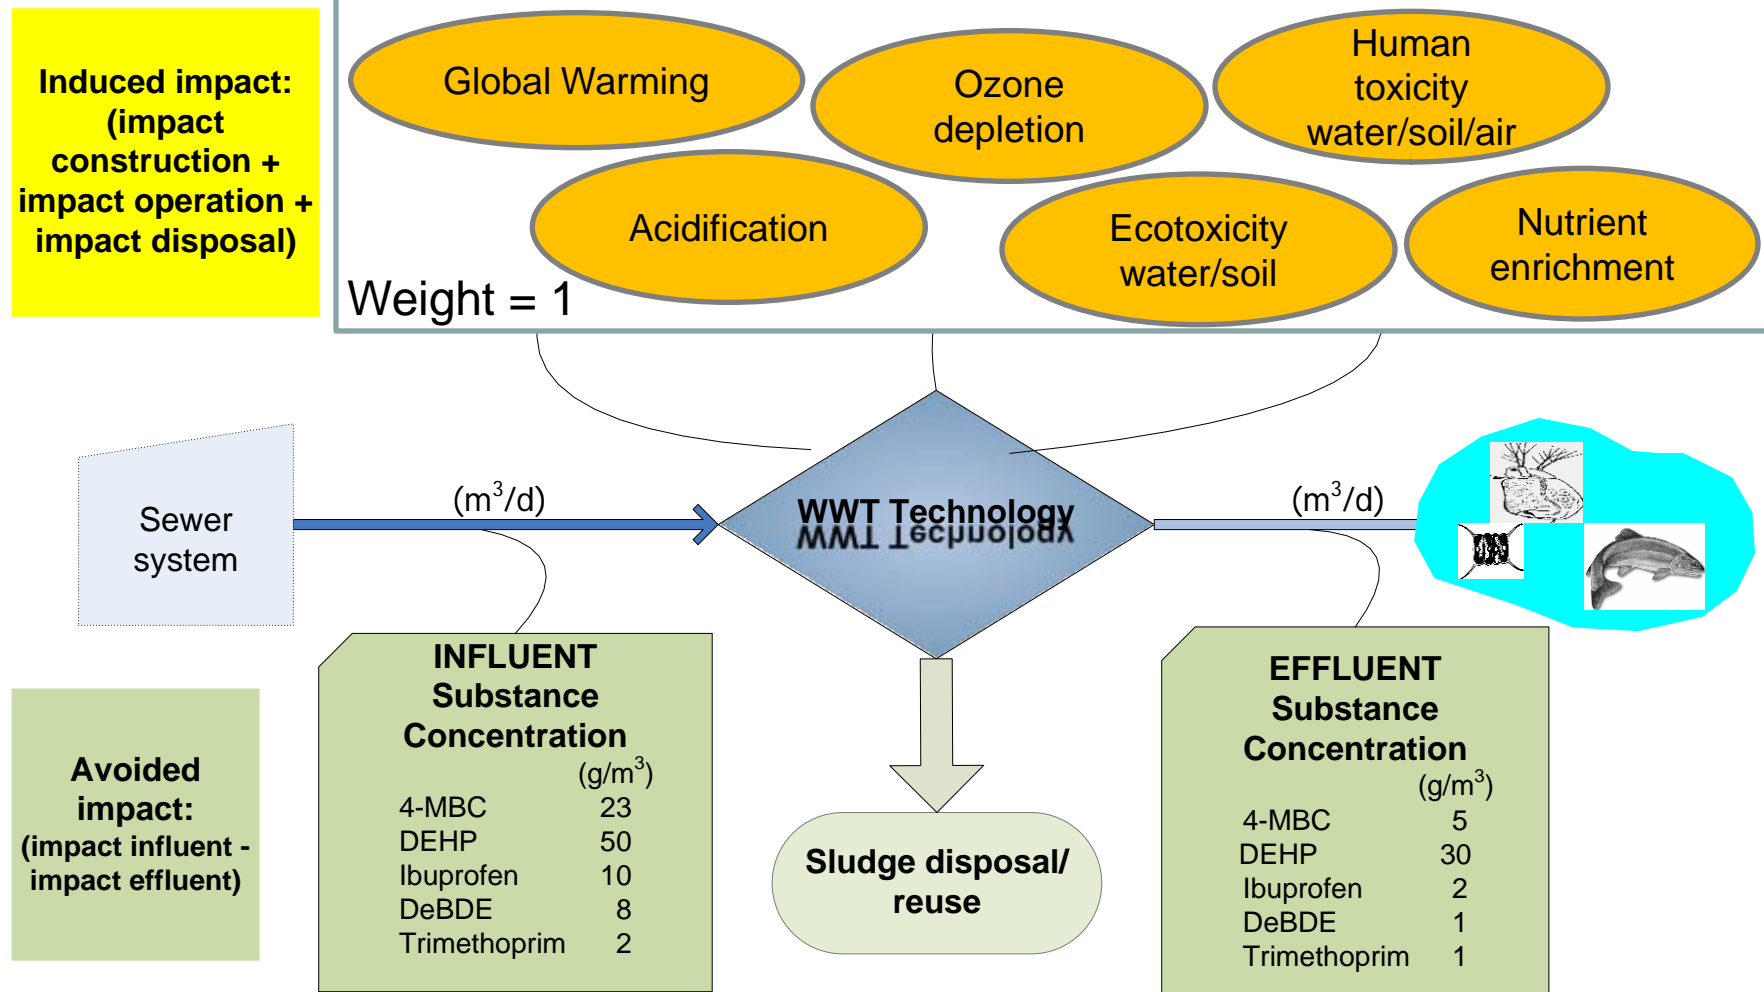 Induced impact:
(impact
construction +
impact operation +
impact disposal)
Global Warming
Ozone
depletion
Human
toxicity
water/soil/air
Acidification
Ecotoxicity
water/soil
Nutrient
enrichment
Weight = 1
Sewer
system
(m³/d)
WWT Technology
(m³/d)
Avoided
impact:
(impact influent -
impact effluent)
INFLUENT
Substance
Concentration
(g/m³)
4-MBC 23
DEHP 50
Ibuprofen 10
DeBDE 8
Trimethoprim 2
Sludge disposal/
reuse
EFFLUENT
Substance
Concentration
(g/m³)
4-MBC 5
DEHP 30
Ibuprofen 2
DeBDE 1
Trimethoprim 1